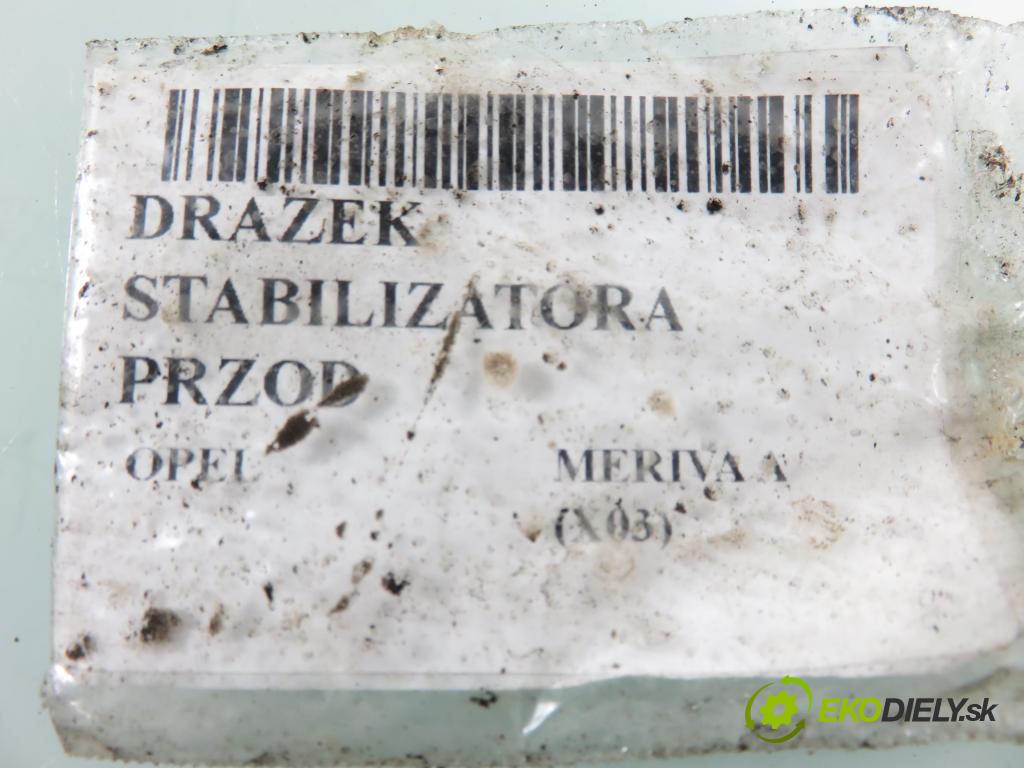 DRAZEK
STABILIZATORA
PRZOD
OPEL
MERIVA A
(X03)
EKODIELY.sk